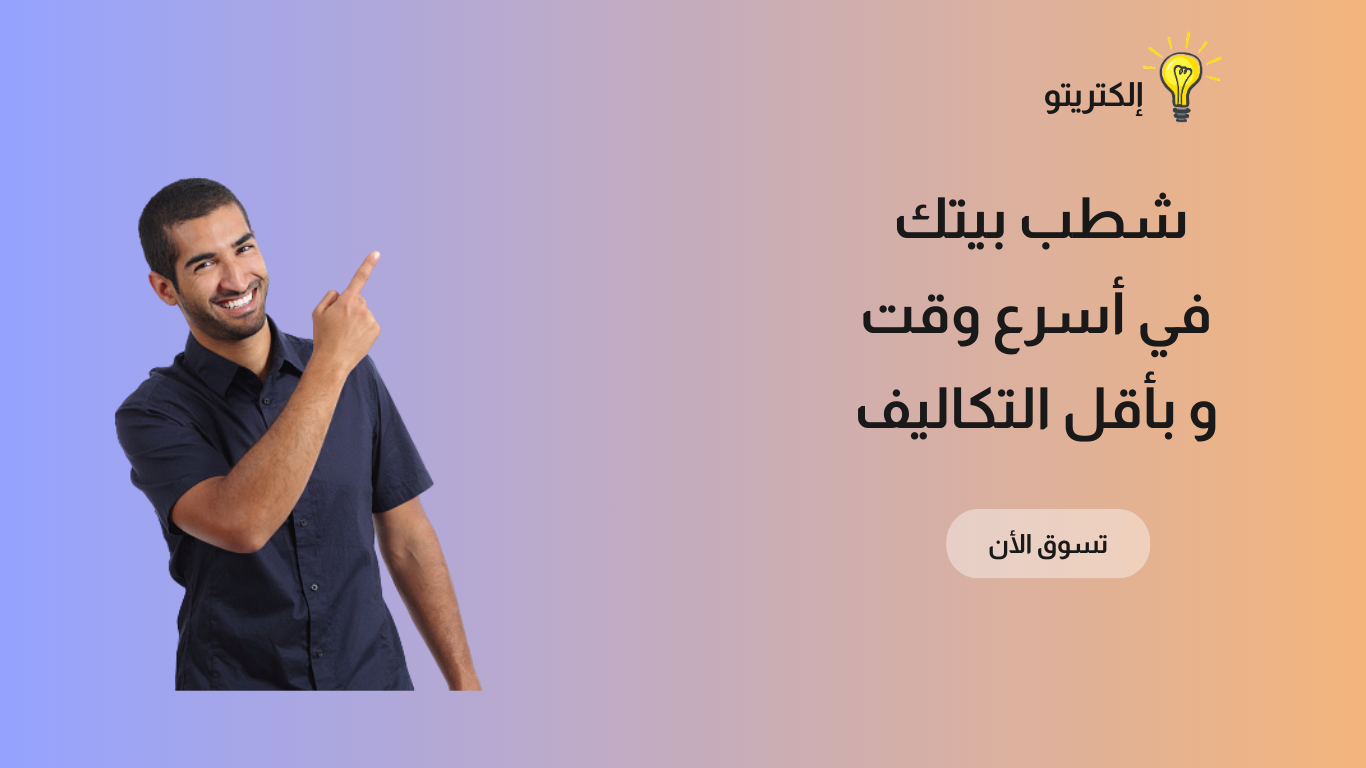 إلكتريتو
شطب بيتك
في أسرع وقت
و بأقل التكاليف
تسوق الأن